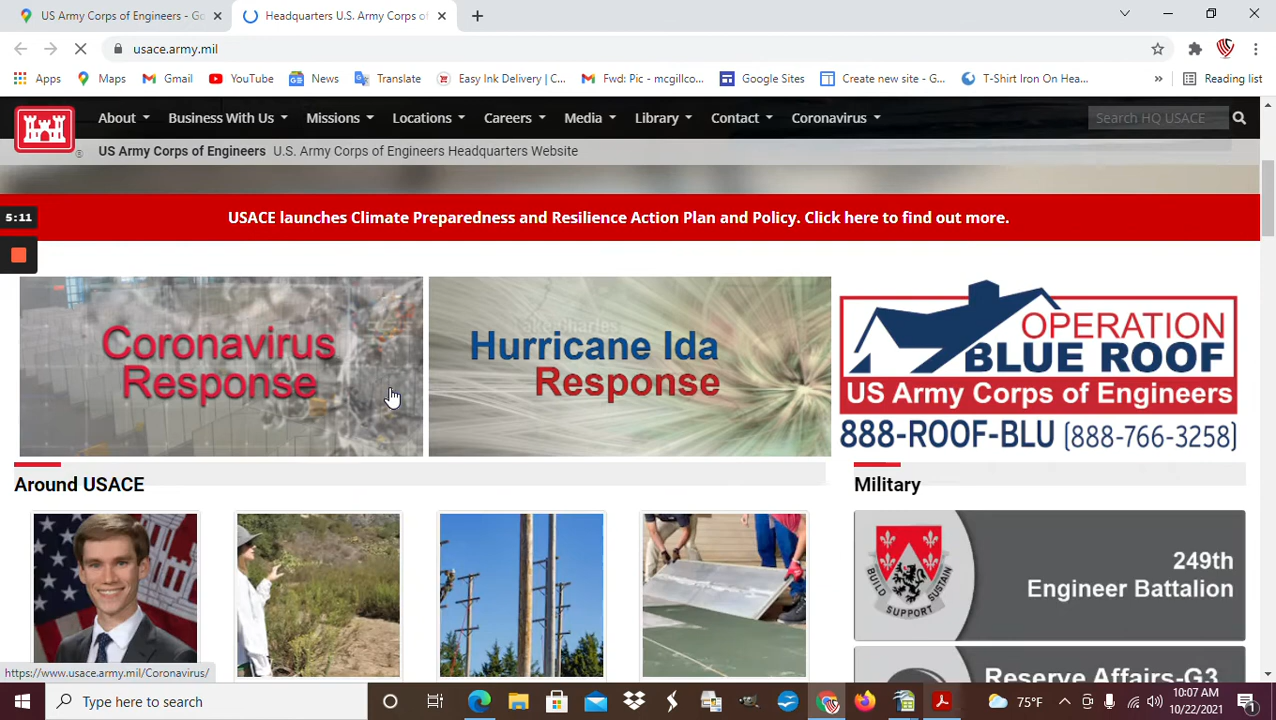 US Army Corps of Engineers - Go
Headquarters U.S. Army Corps of
usace.army.mil
Apps
Maps
Gmail
YouTube
News
Translate
Easy Ink Delivery | C...
Fwd: Pic - mcgillco...
Google Sites
Create new site - G...
T-Shirt Iron On Hea...
»
Reading list
About
Business With Us
Missions
Locations
Careers
Media
Library
Contact
Coronavirus
Search HQ USACE
US Army Corps of Engineers U.S. Army Corps of Engineers Headquarters Website
5:11
USACE launches Climate Preparedness and Resilience Action Plan and Policy. Click here to find out more.
Coronavirus
Response
Hurricane Ida
Response
OPERATION
BLUE ROOF
US Army Corps of Engineers
888-ROOF-BLU (888-766-3258)
Around USACE
Military
BUILD SUPPORT SUSTAIN
249th
Engineer Battalion
Reserve Affairs-G3
https://www.usace.army.mil/Coronavirus/
Type here to search
75°F
10:07 AM
10/22/2021
1